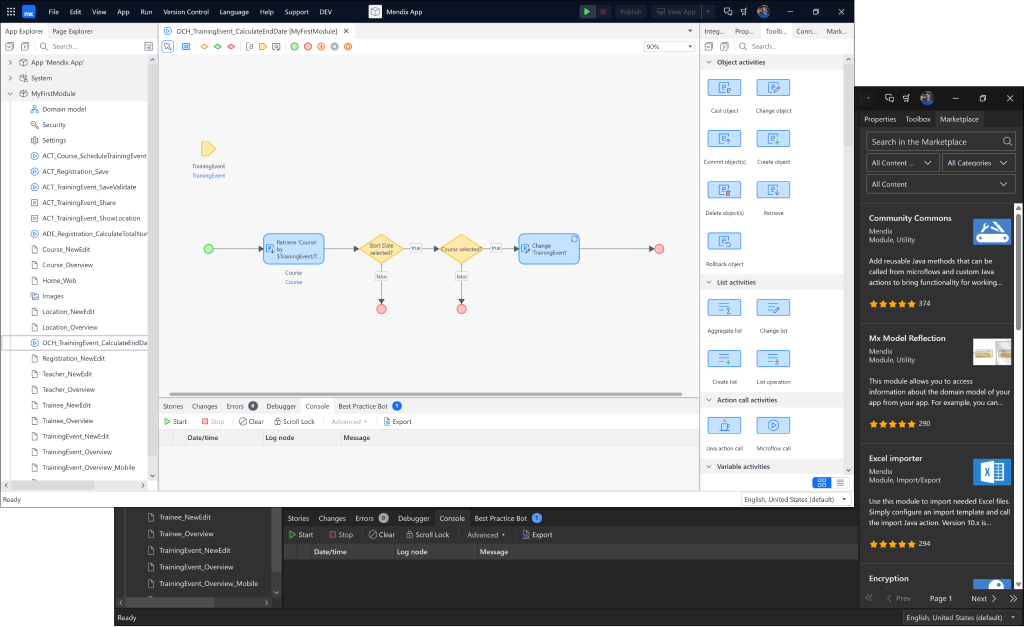 mx File Edit View App Run Version Control Language Help Support DEV Mendix App Publish View App
App Explorer Page Explorer
Search...
App 'Mendix App'
System
MyFirstModule
Domain model
Security
Settings
ACT_Course_ScheduleTrainingEvent
ACT_Registration_Save
ACT_TrainingEvent_SaveValidate
ACT_TrainingEvent_Share
ACT_TrainingEvent_ShowLocation
ADE_Registration_CalculateTotalNum
Course_NewEdit
Course_Overview
Home_Web
Images
Location_NewEdit
Location_Overview
OCH_TrainingEvent_CalculateEndDa
Registration_NewEdit
Teacher_NewEdit
Teacher_Overview
Trainee_NewEdit
Trainee_Overview
TrainingEvent_NewEdit
TrainingEvent_Overview
TrainingEvent_Overview_Mobile
Ready
OCH_TrainingEvent_CalculateEndDate [MyFirstModule]
90%
TrainingEvent
TrainingEvent
Retrieve 'Course'
by
$TrainingEvent/T...
Course
Course
Start Date
selected?
true
Course selected?
true
Change
'TrainingEvent'
false
false
Stories Changes Errors 0 Debugger Console Best Practice Bot 1
Start Stop Clear Scroll Lock Advanced Export
Date/time Log node Message
Integ... Prop... Toolb... Conn... Mark...
Search...
Object activities
Cast object Change object
Commit object(s) Create object
Delete object(s) Retrieve
Rollback object
List activities
Aggregate list Change list
Create list List operation
Action call activities
Java action call Microflow call
Variable activities
English, United States (default)
Properties Toolbox Marketplace
Search in the Marketplace
All Content ... All Categories
All Content
Community Commons
Mendix
Module, Utility
Add reusable Java methods that can be
called from microflows and custom Java
actions to bring functionality for working...
374
Mx Model Reflection
Mendix
Module, Utility
This module allows you to access
information about the domain model of your
app from your app. For example, you can...
290
Excel importer
Mendix
Module, Import/Export
Use this module to import needed Excel files.
Simply configure an import template and call
the import Java action. Version 10.x is...
294
Encryption
Prev Page 1 Next
English, United States (default)
Trainee_NewEdit
Trainee_Overview
TrainingEvent_NewEdit
TrainingEvent_Overview
TrainingEvent_Overview_Mobile
Ready
Stories Changes Errors 0 Debugger Console Best Practice Bot 1
Start Stop Clear Scroll Lock Advanced Export
Date/time Log node Message